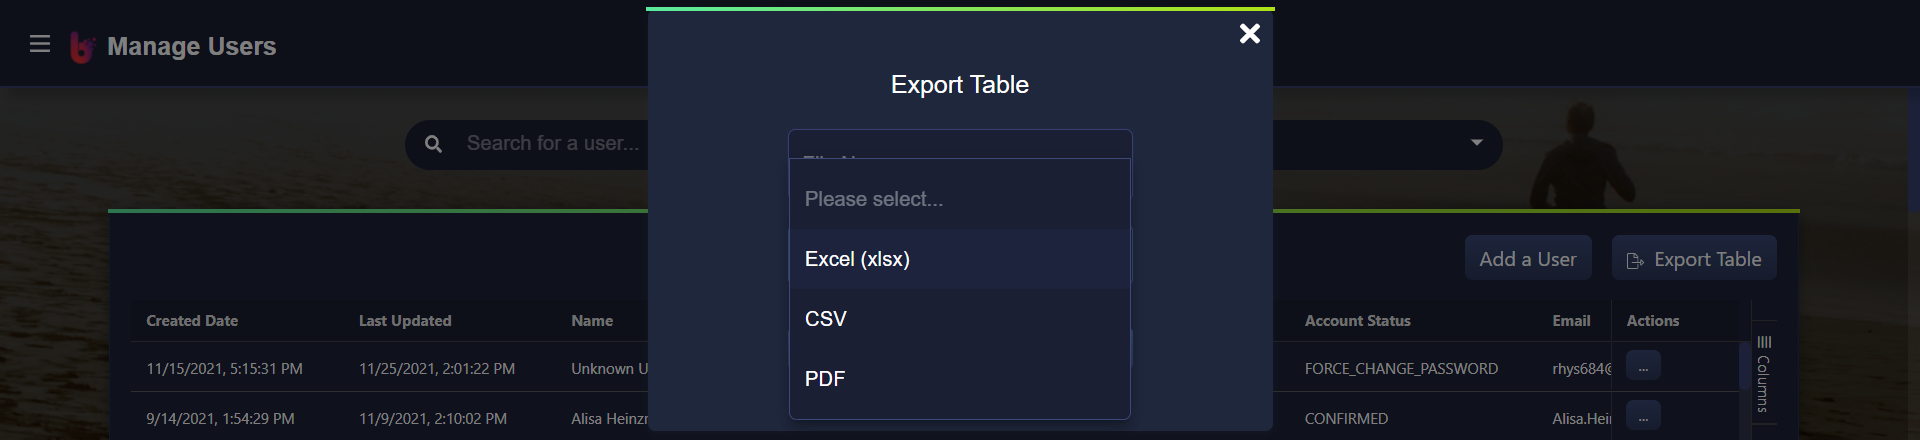 Manage Users
Export Table
Search for a user...
Please select...
Excel (xlsx)
CSV
PDF
Add a User
Export Table
Created Date Last Updated Name Account Status Email Actions
11/15/2021, 5:15:31 PM 11/25/2021, 2:01:22 PM Unknown U FORCE_CHANGE_PASSWORD rhys684@ ...
9/14/2021, 1:54:29 PM 11/9/2021, 2:10:02 PM Alisa Heinz CONFIRMED Alisa.Hei ...
Columns